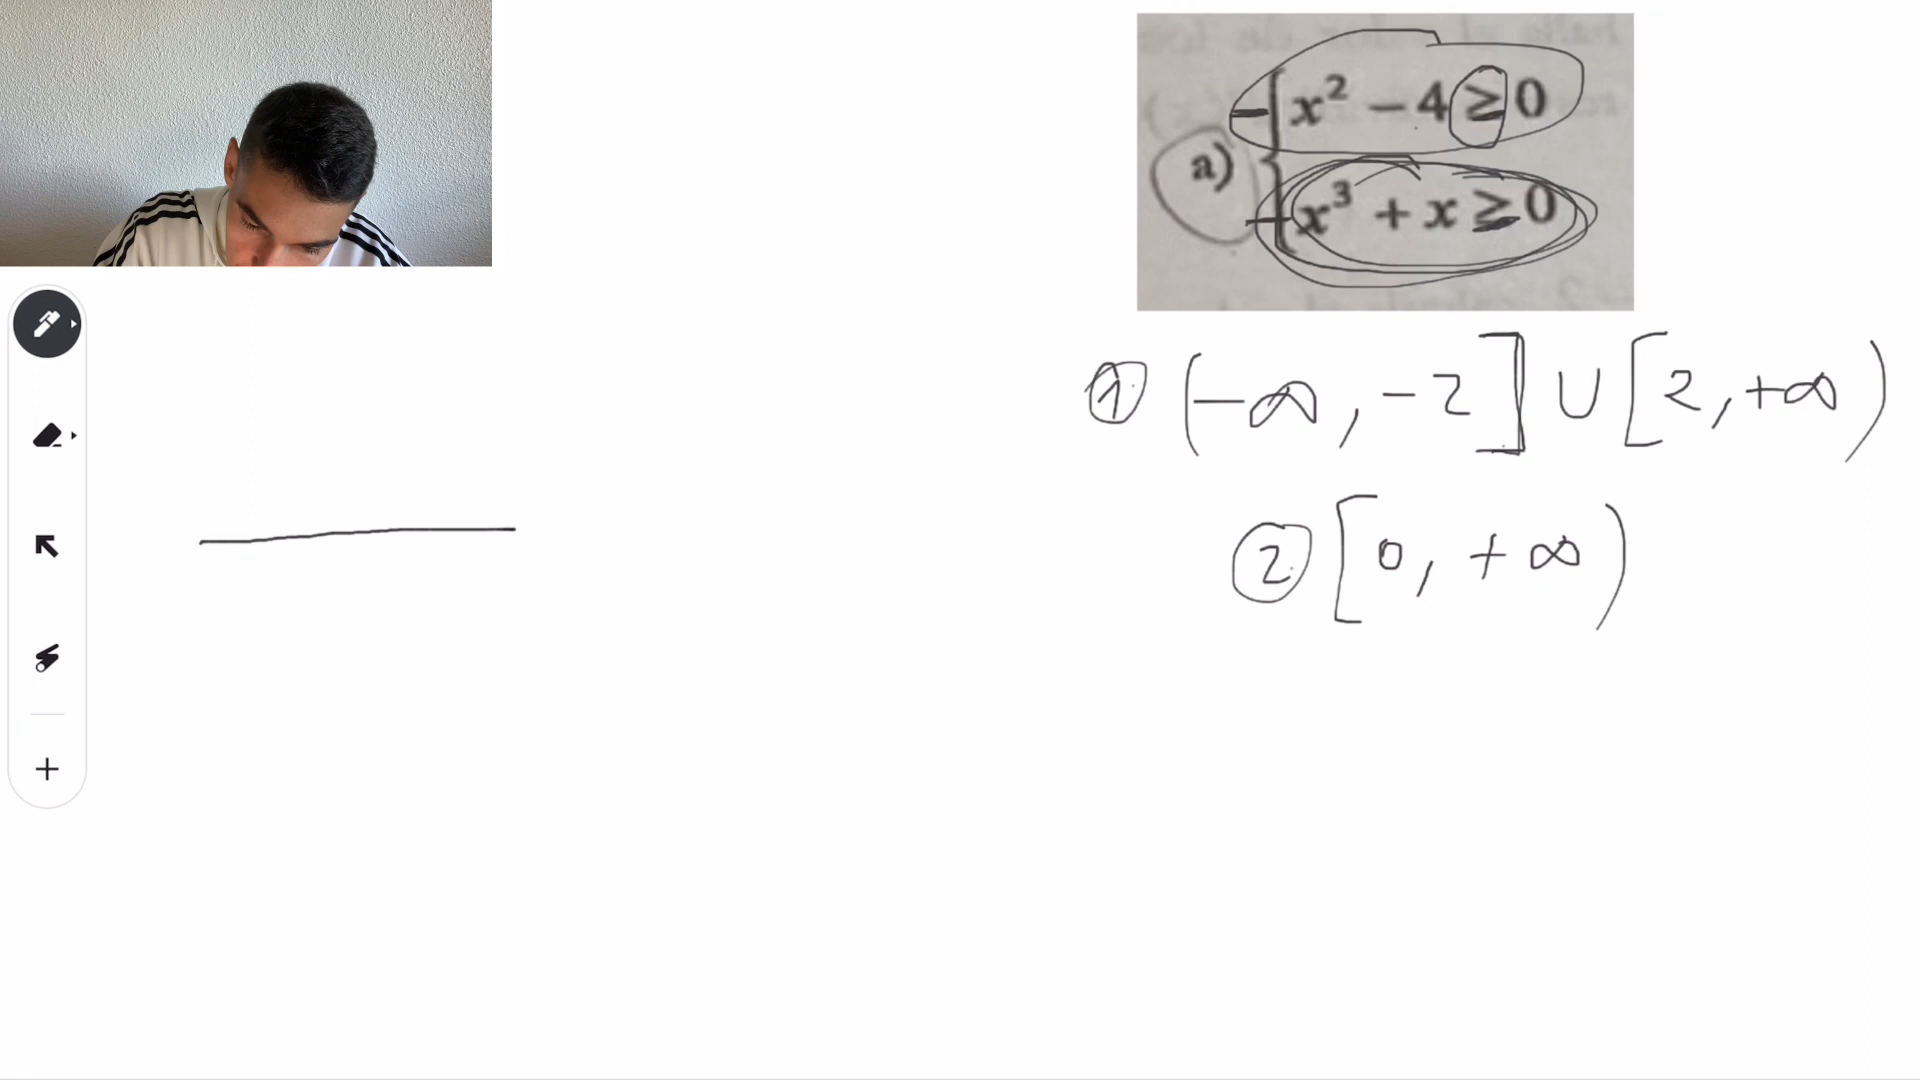 a) { x² - 4 ≥ 0
x³ + x ≥ 0
① (-∞, -2] ∪ [2, +∞)
② [0, +∞)